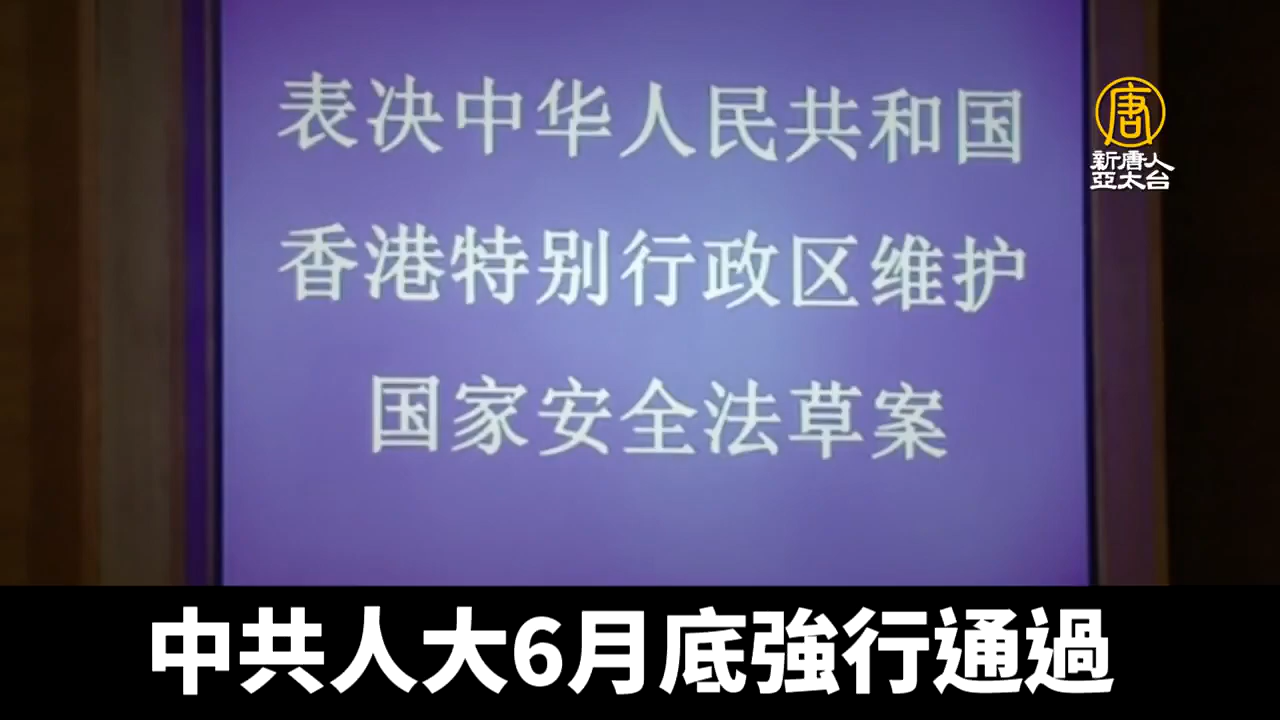 表决中华人民共和国
香港特别行政区维护
国家安全法草案
唐
新唐人
亞太台
中共人大6月底強行通過